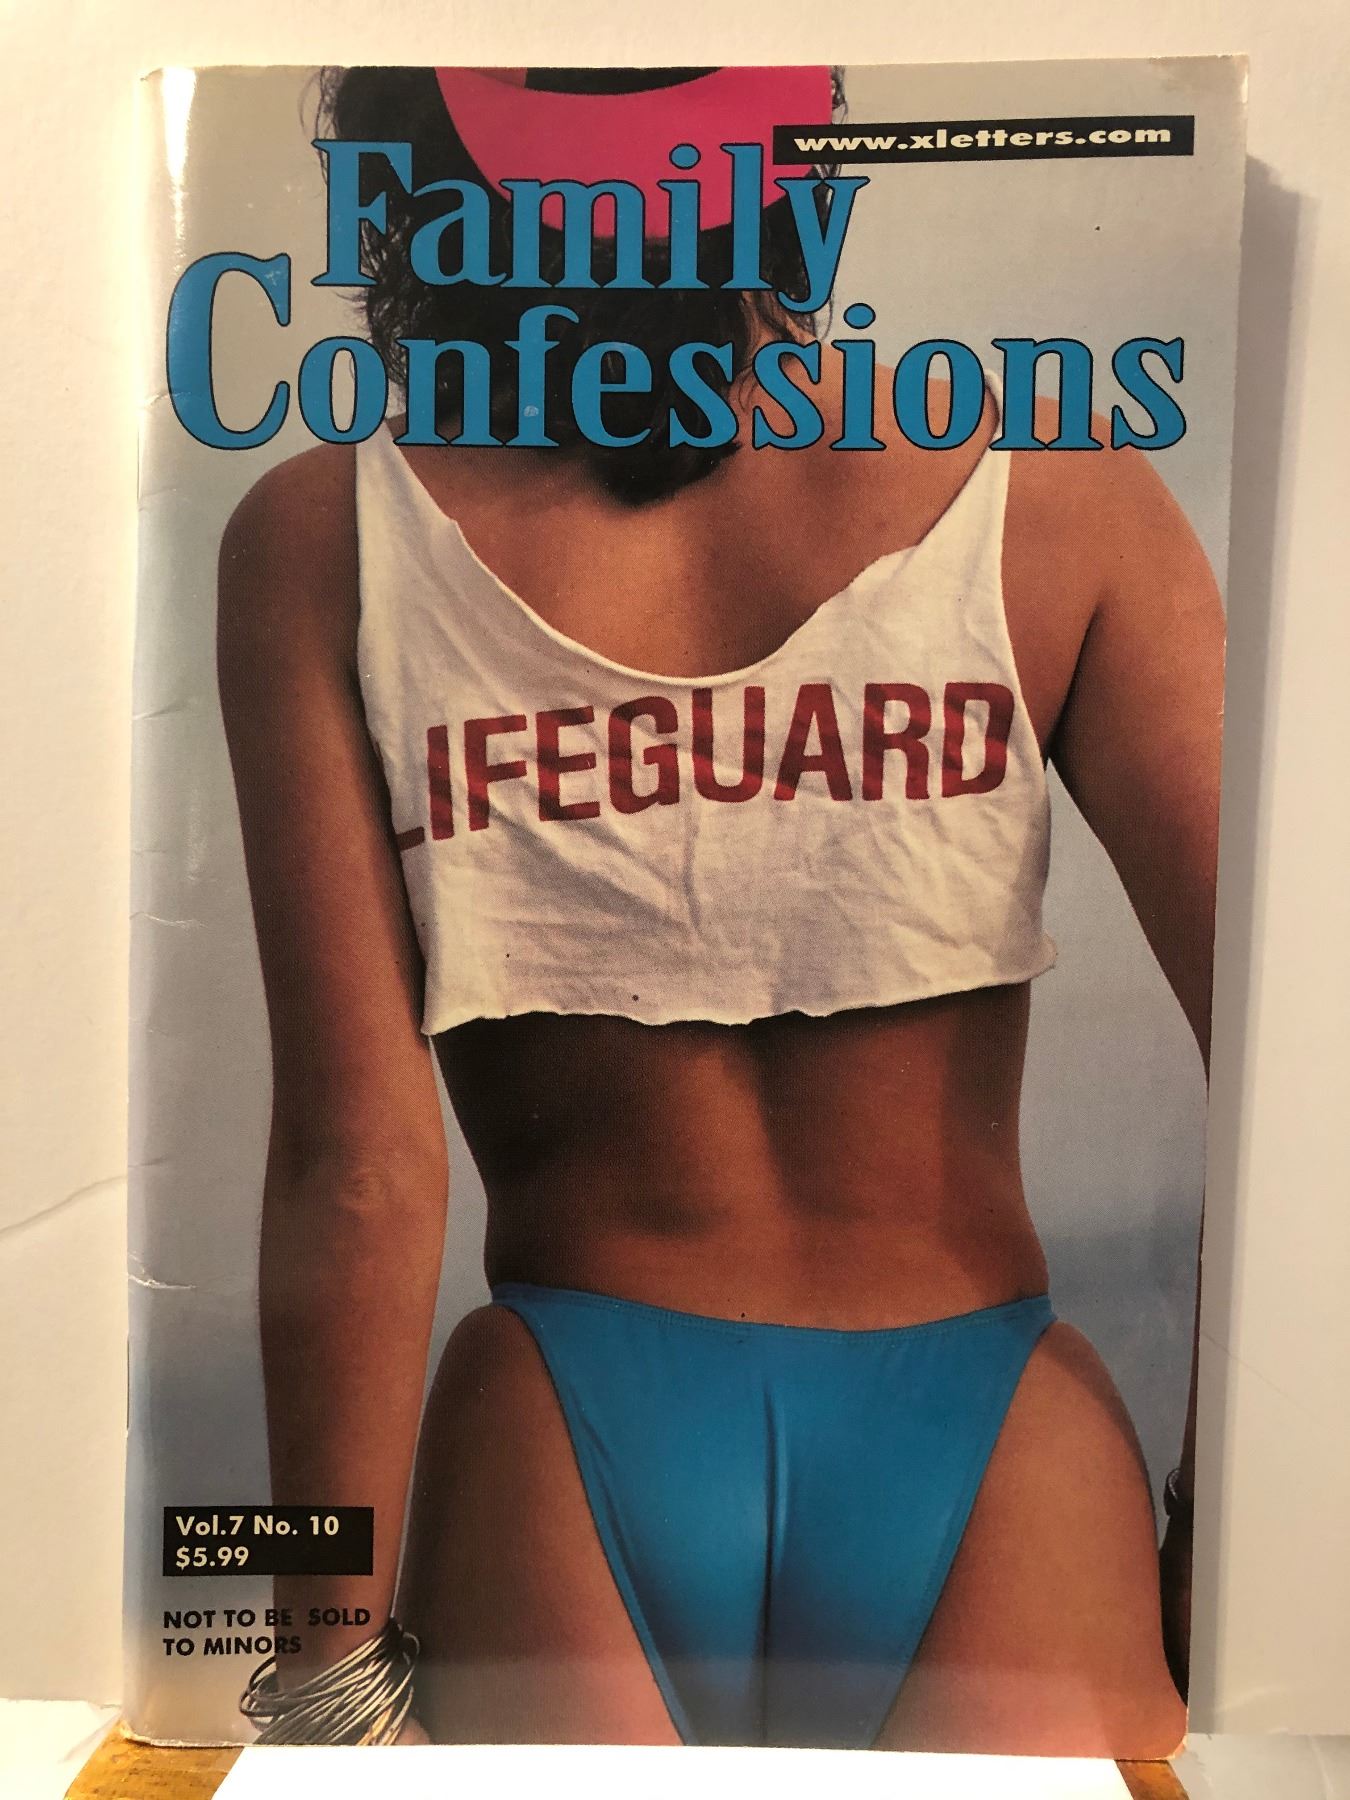 www.xletters.com
Family
Confessions
LIFEGUARD
Vol.7 No. 10
$5.99
NOT TO BE SOLD
TO MINORS